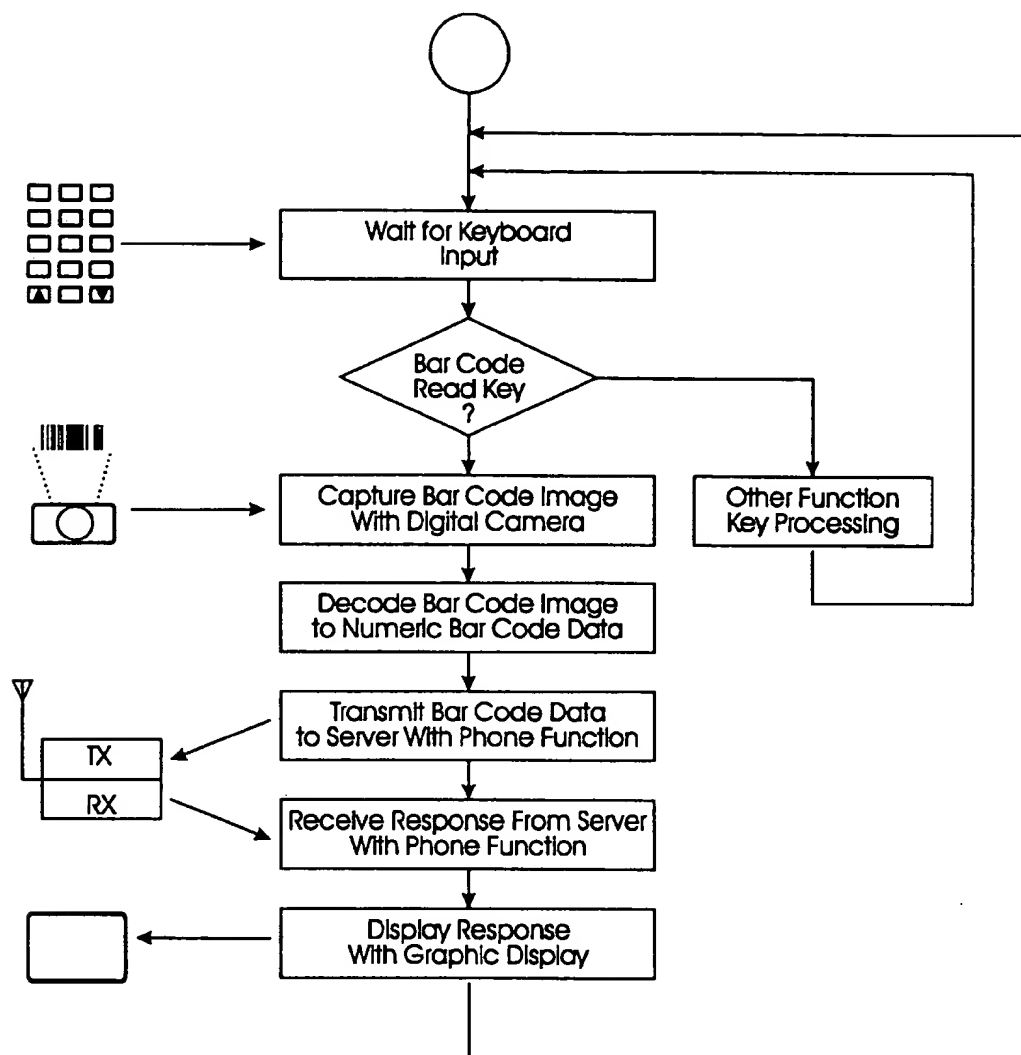 Wait for Keyboard
Input
Bar Code
Read Key
?
Capture Bar Code Image
With Digital Camera
Other Function
Key Processing
Decode Bar Code Image
to Numeric Bar Code Data
Transmit Bar Code Data
to Server With Phone Function
TX
RX
Receive Response From Server
With Phone Function
Display Response
With Graphic Display